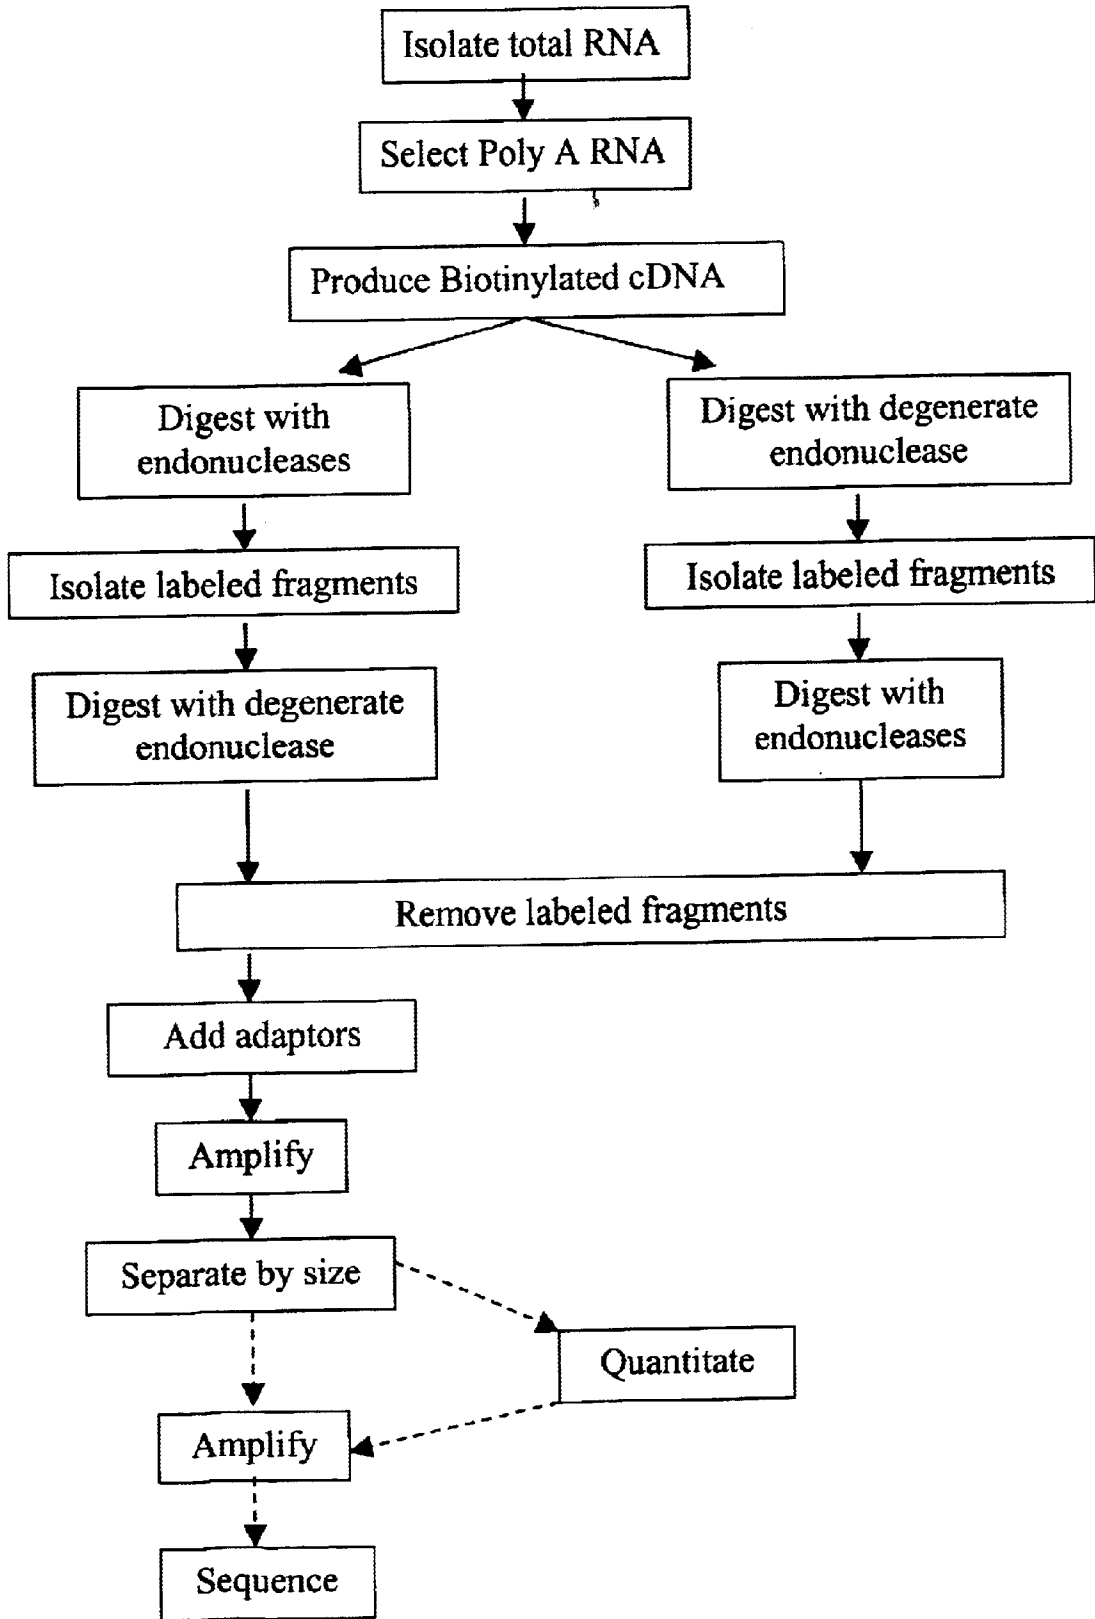 Isolate total RNA
Select Poly A RNA
Produce Biotinylated cDNA
Digest with
endonucleases
Digest with degenerate
endonuclease
Isolate labeled fragments
Isolate labeled fragments
Digest with degenerate
endonuclease
Digest with
endonucleases
Remove labeled fragments
Add adaptors
Amplify
Separate by size
Quantitate
Amplify
Sequence